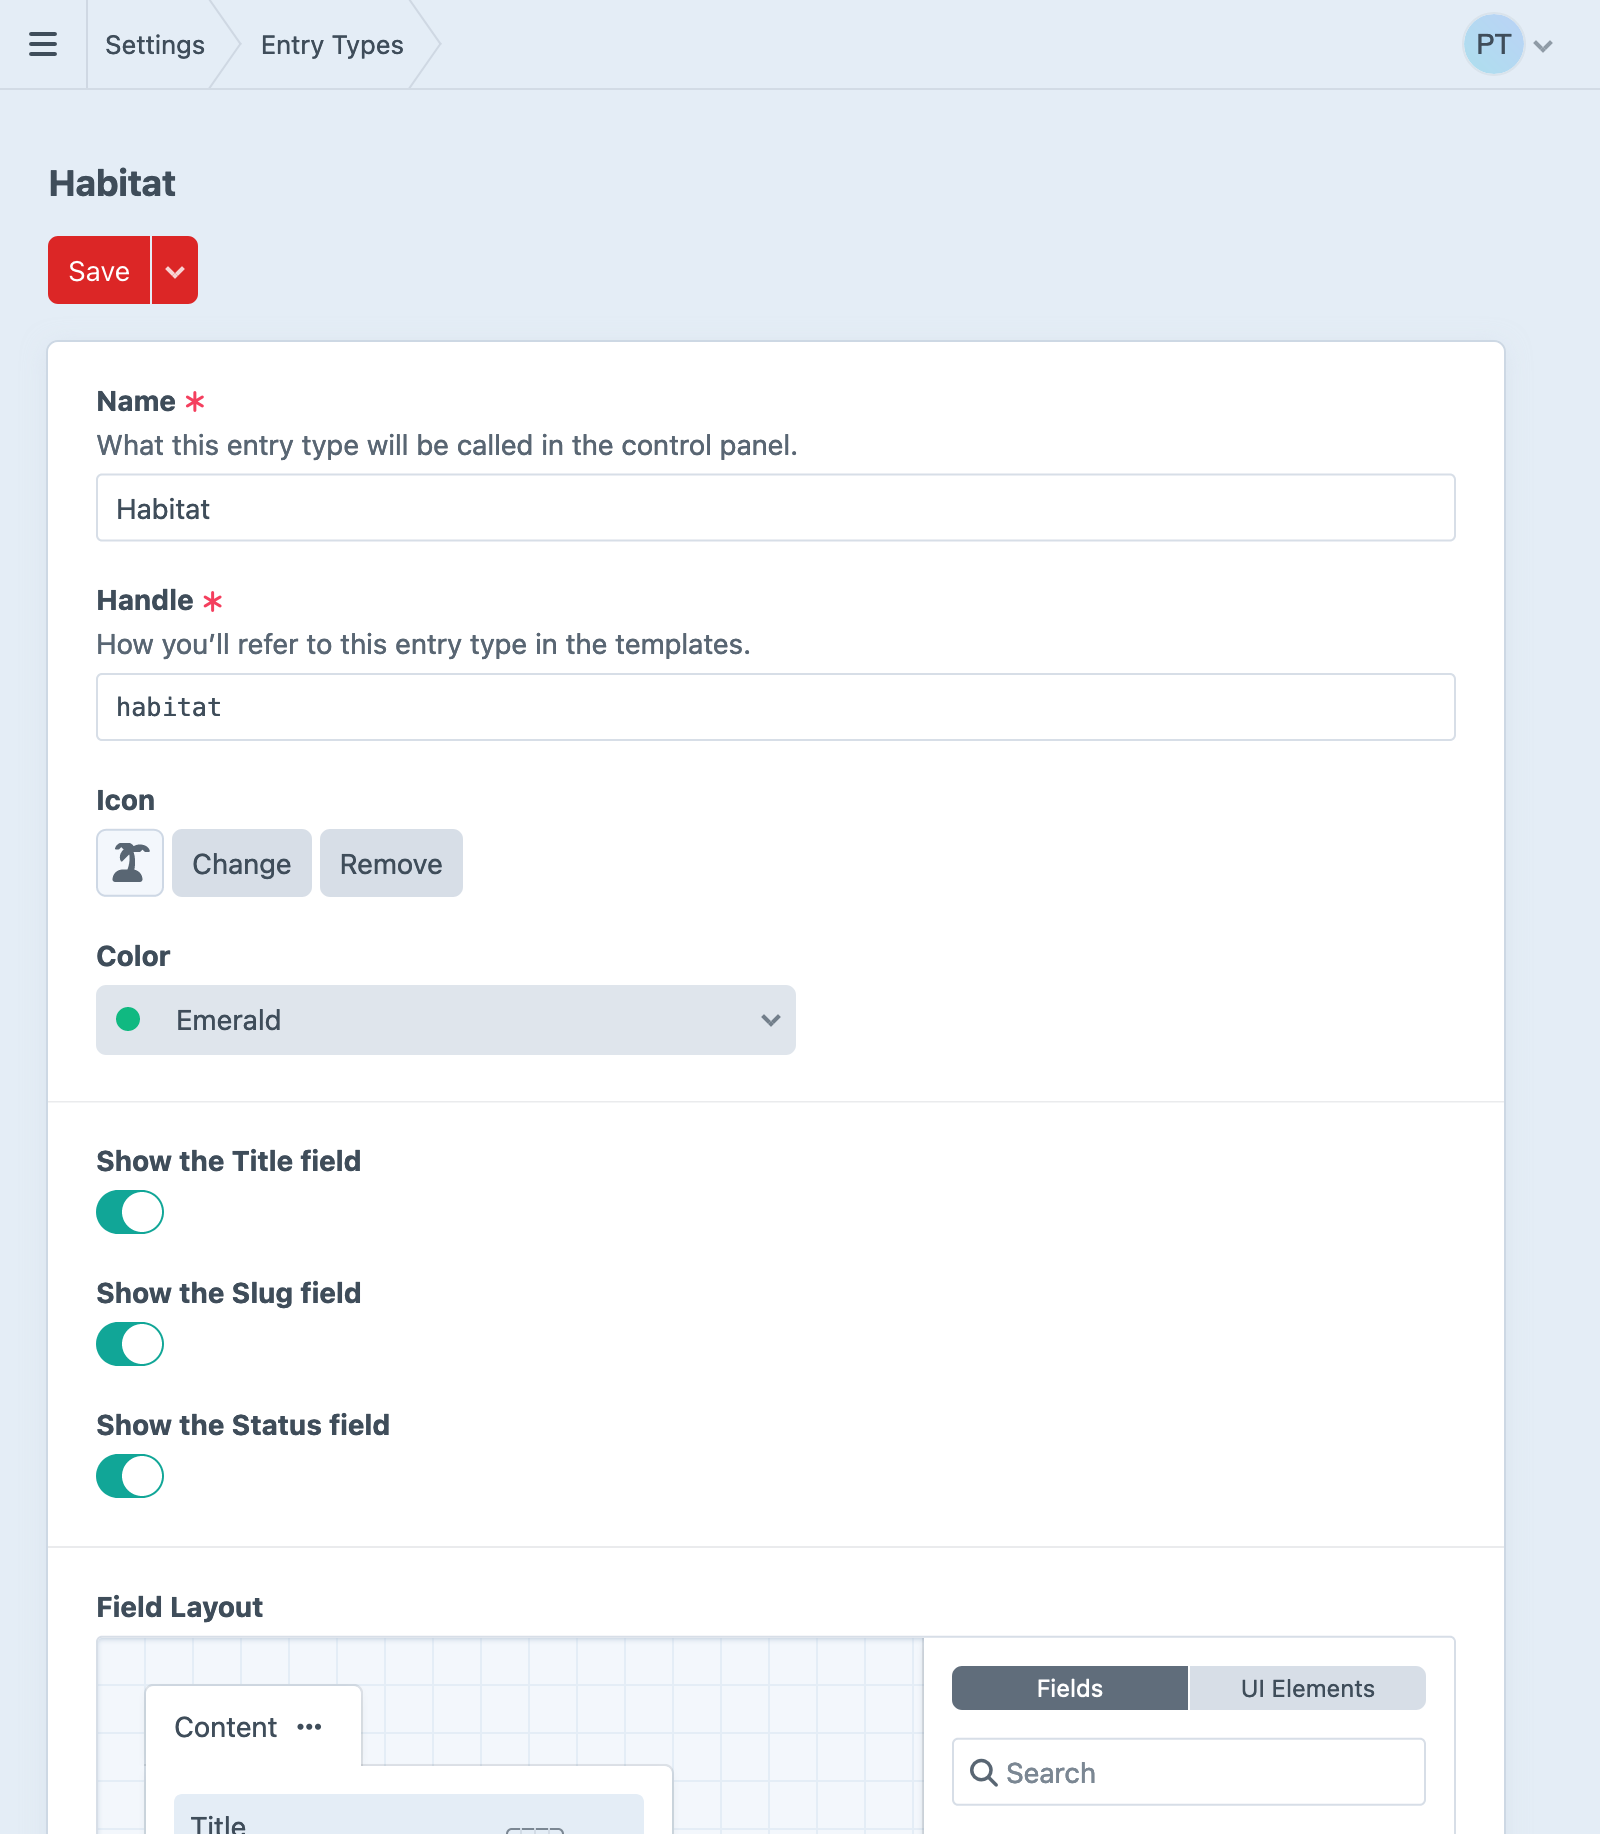 Settings
Entry Types
PT
Habitat
Save
Name *
What this entry type will be called in the control panel.
Habitat
Handle *
How you’ll refer to this entry type in the templates.
habitat
Icon
Change
Remove
Color
Emerald
Show the Title field
Show the Slug field
Show the Status field
Field Layout
Fields
UI Elements
Content
Search
Title